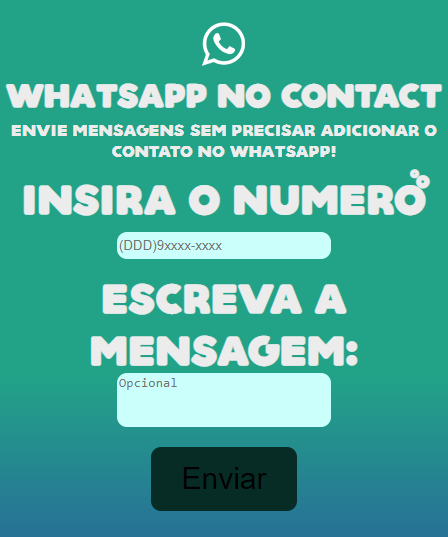 WHATSAPP NO CONTACT
ENVIE MENSAGENS SEM PRECISAR ADICIONAR O
CONTATO NO WHATSAPP!
INSIRA O NUMERO
(DDD)9xxxx-xxxx
ESCREVA A
MENSAGEM:
Opcional
Enviar